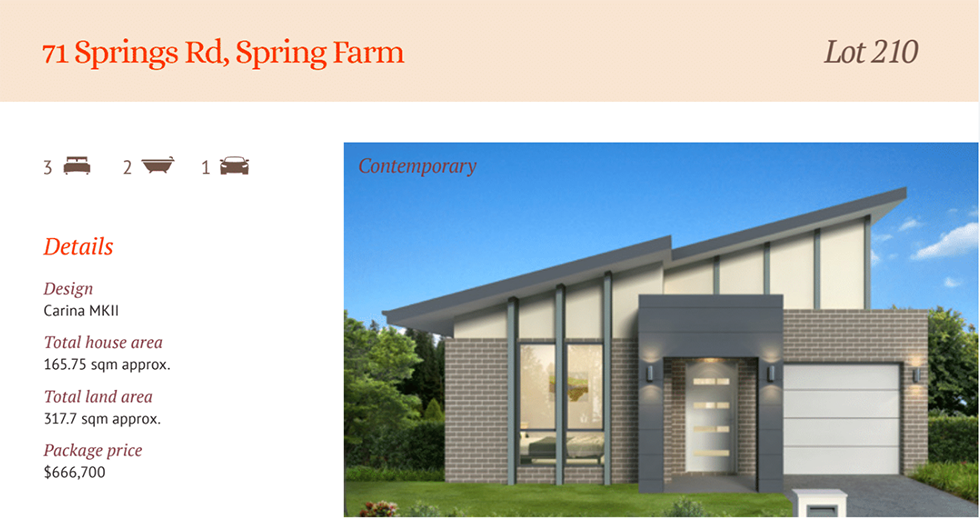 71 Springs Rd, Spring Farm
Lot 210
3 2 1
Contemporary
Details
Design
Carina MKII
Total house area
165.75 sqm approx.
Total land area
317.7 sqm approx.
Package price
$666,700